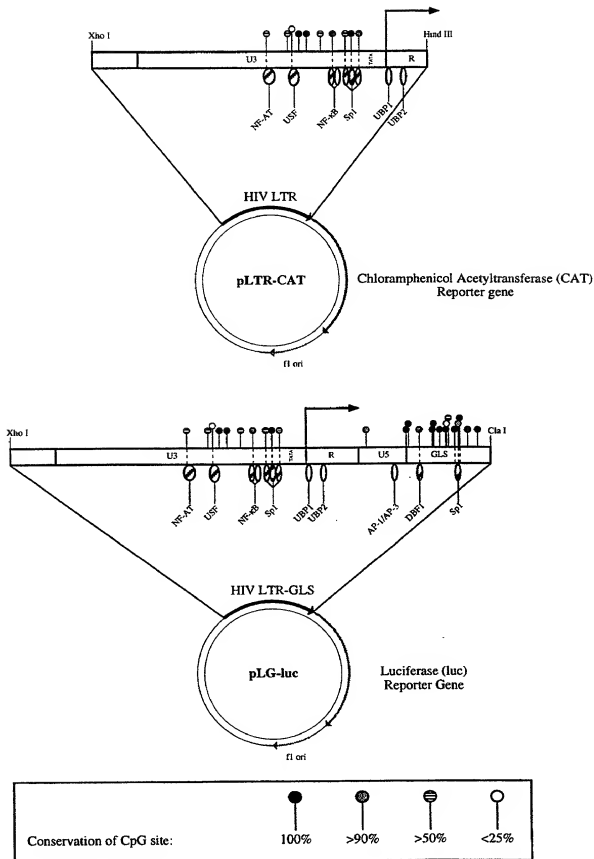 Xho I
Hind III
U3
TATA
R
NF-AT
USF
NF-κB
Sp1
UBP1
UBP2
HIV LTR
pLTR-CAT
Chloramphenicol Acetyltransferase (CAT)
Reporter gene
f1 ori
Xho I
Cla I
U3
TATA
R
U5
GLS
NF-AT
USF
NF-κB
Sp1
UBP1
UBP2
AP-1/AP-3
DBF1
Sp1
HIV LTR-GLS
pLG-luc
Luciferase (luc)
Reporter Gene
f1 ori
Conservation of CpG site:
100%
>90%
>50%
<25%